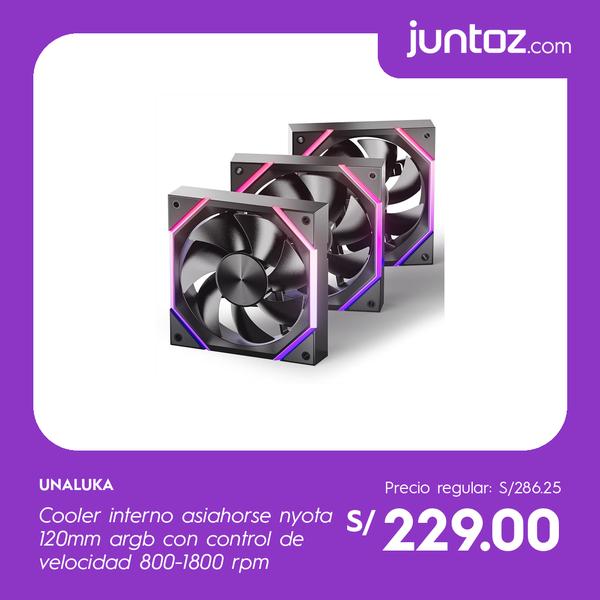 juntoz.com
UNALUKA
Cooler interno asiahorse nyota
120mm argb con control de
velocidad 800-1800 rpm
Precio regular: S/286.25
S/229.00